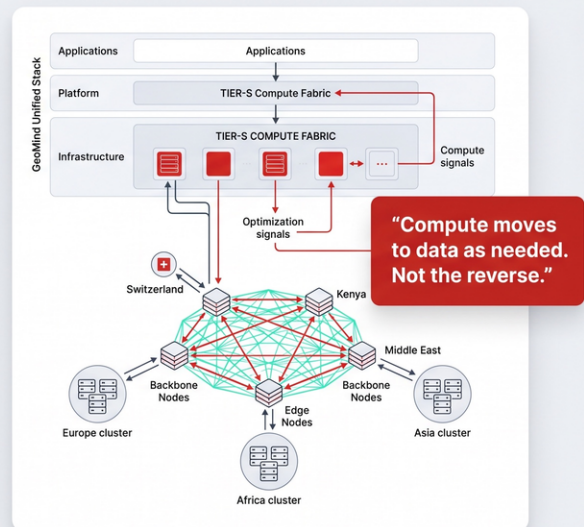 GeoMind Unified Stack
Applications
Applications
Platform
TIER-S Compute Fabric
Infrastructure
TIER-S COMPUTE FABRIC
...
Compute
signals
Optimization
signals
“Compute moves
to data as needed.
Not the reverse.”
Switzerland
Kenya
Middle East
Backbone
Nodes
Edge
Nodes
Backbone
Nodes
Europe cluster
Asia cluster
Africa cluster